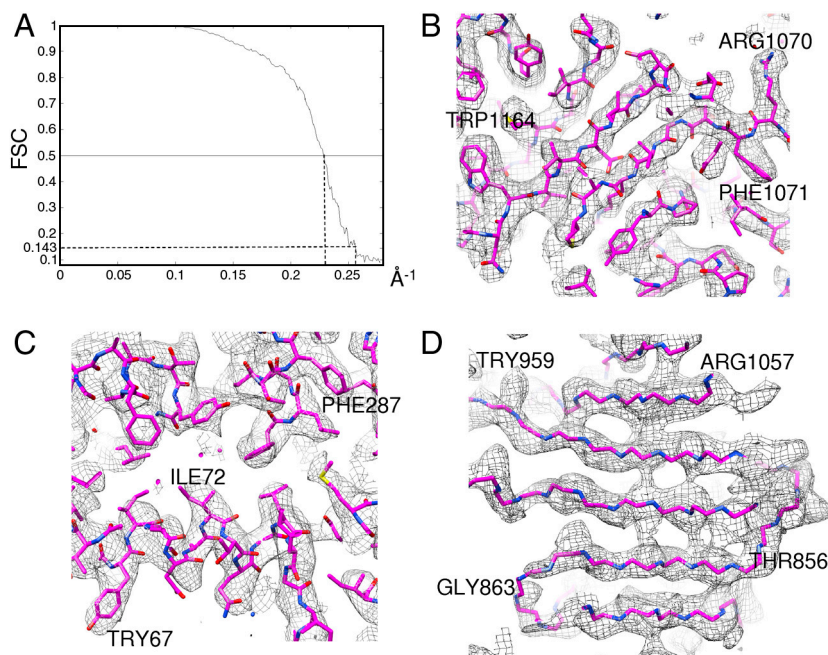 A
1
0.9
0.8
0.7
0.6
0.5
0.4
0.3
0.2
0.143
0.1
FSC
0 0.05 0.1 0.15 0.2 0.25 Å-1
B
ARG1070
TRP1164
PHE1071
C
PHE287
ILE72
TRY67
D
TRY959
ARG1057
THR856
GLY863